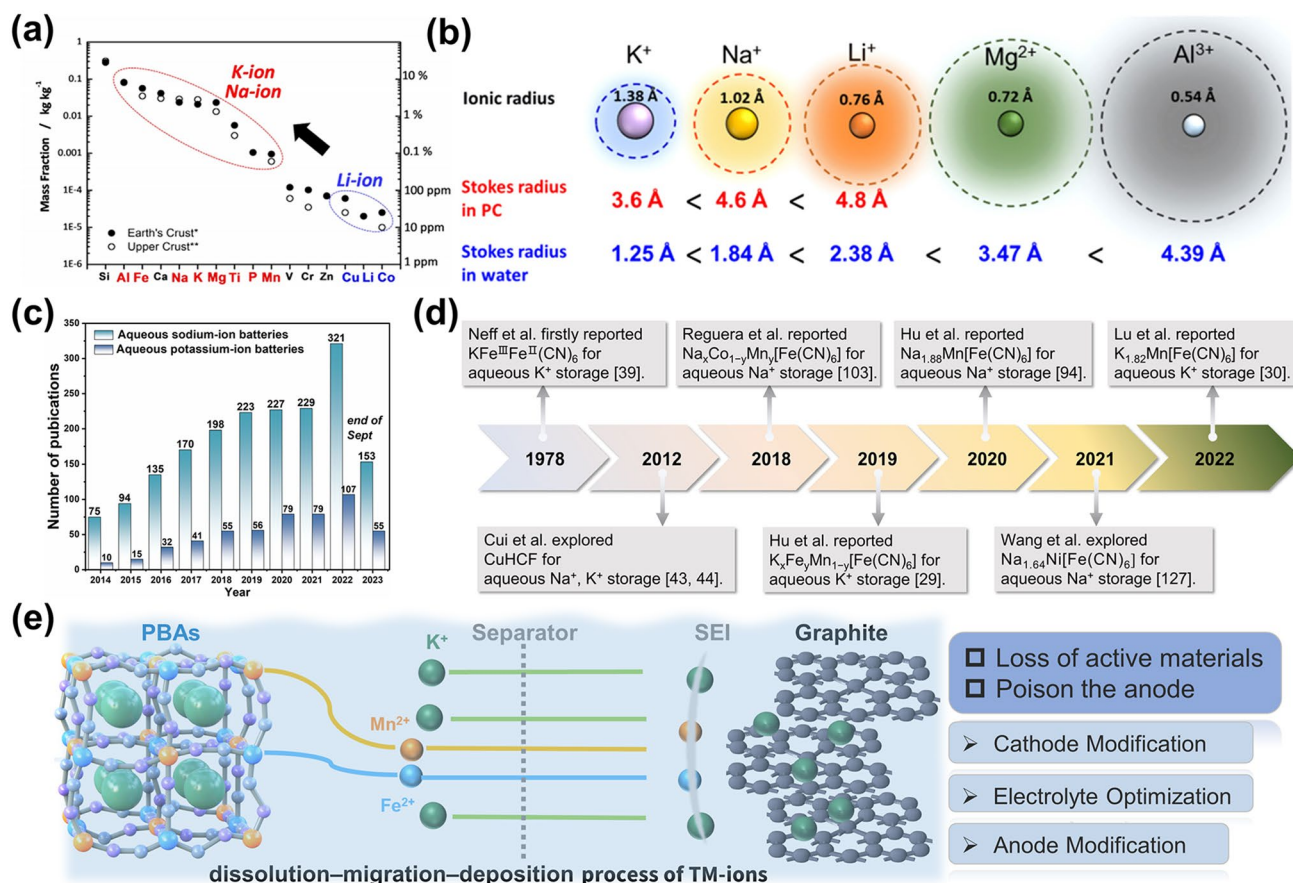 (a)
Mass Fraction / kg kg⁻¹
1
0.1
0.01
0.001
1E-4
1E-5
1E-6
10 %
1 %
0.1 %
100 ppm
10 ppm
1 ppm
K-ion
Na-ion
Li-ion
Earth's Crust*
Upper Crust**
Si Al Fe Ca Na K Mg Ti P Mn V Cr Zn Cu Li Co
(b)
K⁺ Na⁺ Li⁺ Mg²⁺ Al³⁺
Ionic radius 1.38 Å 1.02 Å 0.76 Å 0.72 Å 0.54 Å
Stokes radius
in PC
3.6 Å < 4.6 Å < 4.8 Å
Stokes radius
in water
1.25 Å < 1.84 Å < 2.38 Å < 3.47 Å < 4.39 Å
(c)
Number of pubications
350
300
250
200
150
100
50
0
Aqueous sodium-ion batteries
Aqueous potassium-ion batteries
75 94 135 170 198 223 227 229 321 153
10 15 32 41 55 56 79 79 107 55
end of
Sept
2014 2015 2016 2017 2018 2019 2020 2021 2022 2023
Year
(d)
Neff et al. firstly reported
KFeᴵᴵᴵFeᴵᴵ(CN)₆ for
aqueous K⁺ storage [39].
Reguera et al. reported
NaₓCo₁₋ᵧMnᵧ[Fe(CN)₆] for
aqueous Na⁺ storage [103].
Hu et al. reported
Na₁.₈₈Mn[Fe(CN)₆] for
aqueous Na⁺ storage [94].
Lu et al. reported
K₁.₈₂Mn[Fe(CN)₆] for
aqueous K⁺ storage [30].
1978 2012 2018 2019 2020 2021 2022
Cui et al. explored
CuHCF for
aqueous Na⁺, K⁺ storage [43, 44].
Hu et al. reported
KₓFeᵧMn₁₋ᵧ[Fe(CN)₆] for
aqueous K⁺ storage [29].
Wang et al. explored
Na₁.₆₄Ni[Fe(CN)₆] for
aqueous Na⁺ storage [127].
(e)
PBAs
K⁺
Separator
SEI
Graphite
Mn²⁺
Fe²⁺
dissolution–migration–deposition process of TM-ions
Loss of active materials
Poison the anode
Cathode Modification
Electrolyte Optimization
Anode Modification